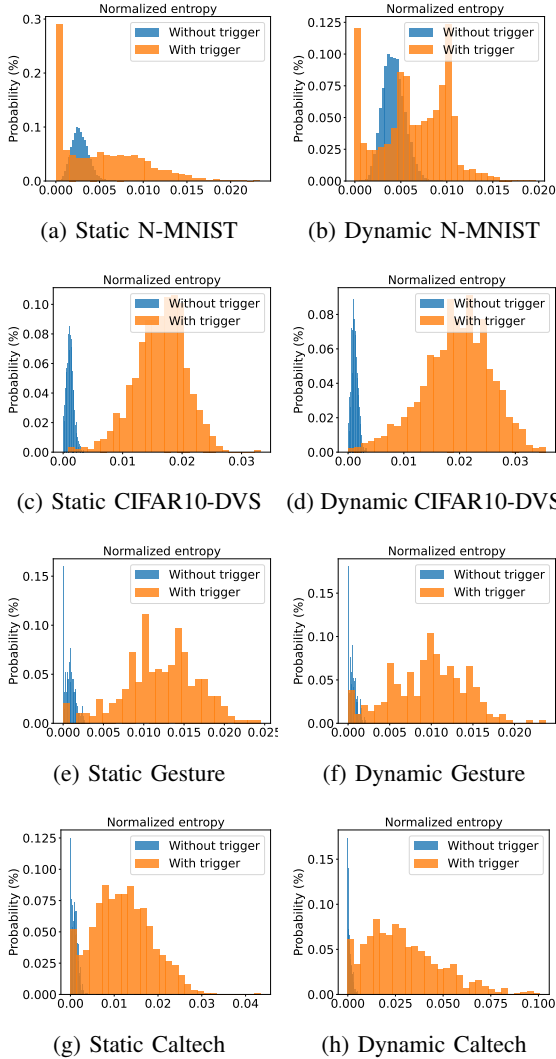 Normalized entropy
Without trigger
With trigger
Probability (%)
0.3
0.2
0.1
0.0
0.000 0.005 0.010 0.015 0.020
(a) Static N-MNIST
Normalized entropy
Without trigger
With trigger
Probability (%)
0.125
0.100
0.075
0.050
0.025
0.000
0.000 0.005 0.010 0.015 0.020
(b) Dynamic N-MNIST
Normalized entropy
Without trigger
With trigger
Probability (%)
0.10
0.08
0.06
0.04
0.02
0.00
0.00 0.01 0.02 0.03
(c) Static CIFAR10-DVS
Normalized entropy
Without trigger
With trigger
Probability (%)
0.08
0.06
0.04
0.02
0.00
0.00 0.01 0.02 0.03
(d) Dynamic CIFAR10-DVS
Normalized entropy
Without trigger
With trigger
Probability (%)
0.15
0.10
0.05
0.00
0.000 0.005 0.010 0.015 0.020 0.025
(e) Static Gesture
Normalized entropy
Without trigger
With trigger
Probability (%)
0.15
0.10
0.05
0.00
0.000 0.005 0.010 0.015 0.020
(f) Dynamic Gesture
Normalized entropy
Without trigger
With trigger
Probability (%)
0.125
0.100
0.075
0.050
0.025
0.000
0.00 0.01 0.02 0.03 0.04
(g) Static Caltech
Normalized entropy
Without trigger
With trigger
Probability (%)
0.15
0.10
0.05
0.00
0.000 0.025 0.050 0.075 0.100
(h) Dynamic Caltech